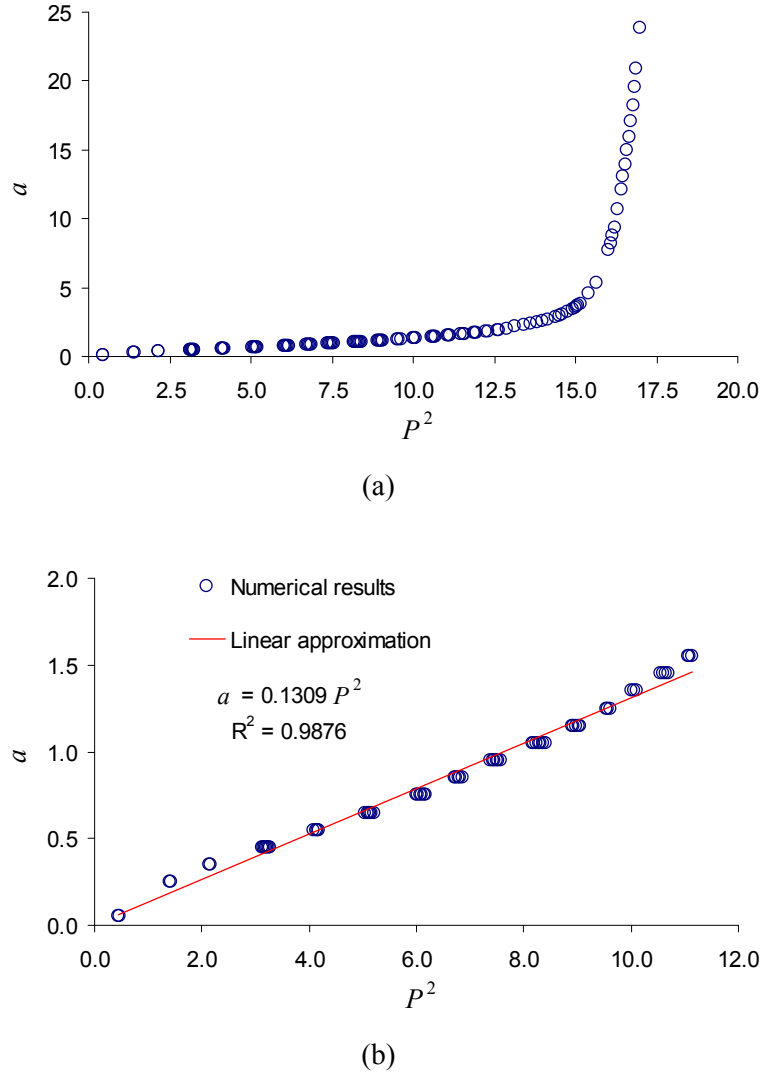 25
20
15
10
5
0
a
0.0 2.5 5.0 7.5 10.0 12.5 15.0 17.5 20.0
P²
(a)
2.0
1.5
1.0
0.5
0.0
a
Numerical results
Linear approximation
a = 0.1309 P²
R² = 0.9876
0.0 2.0 4.0 6.0 8.0 10.0 12.0
P²
(b)